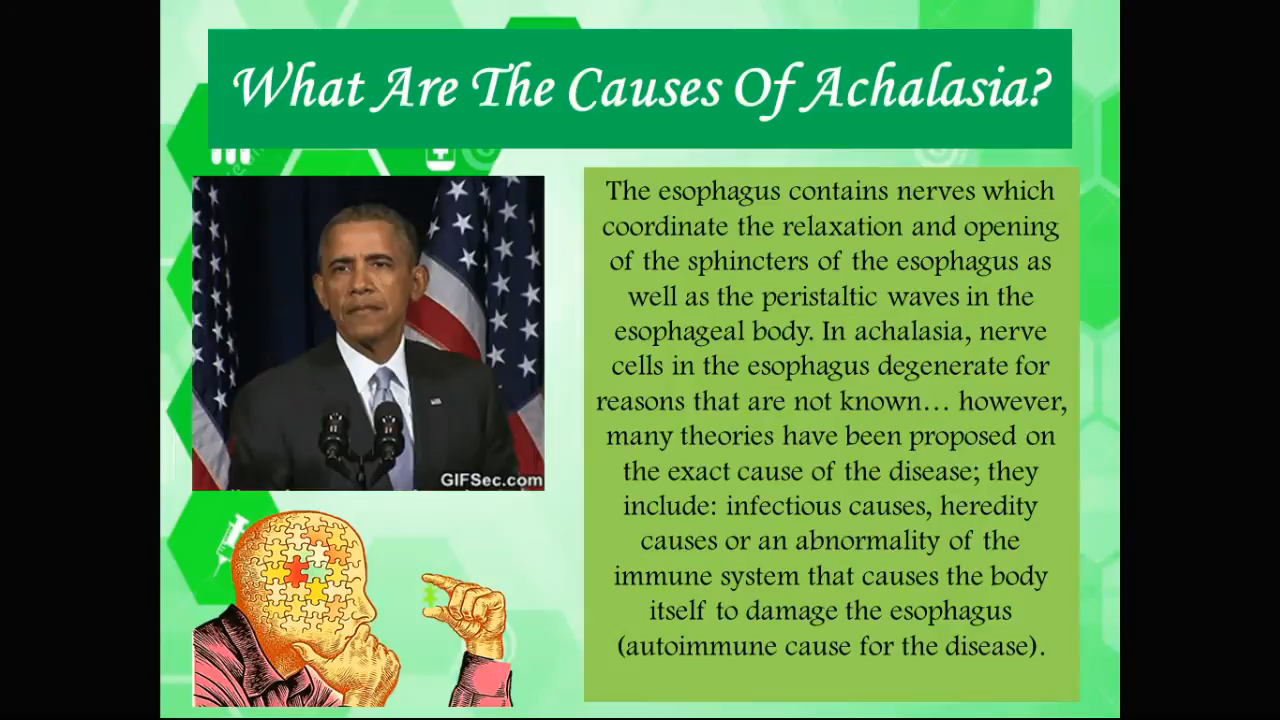 What Are The Causes Of Achalasia?
The esophagus contains nerves which
coordinate the relaxation and opening
of the sphincters of the esophagus as
well as the peristaltic waves in the
esophageal body. In achalasia, nerve
cells in the esophagus degenerate for
reasons that are not known… however,
many theories have been proposed on
the exact cause of the disease; they
include: infectious causes, heredity
causes or an abnormality of the
immune system that causes the body
itself to damage the esophagus
(autoimmune cause for the disease).
GIFSec.com